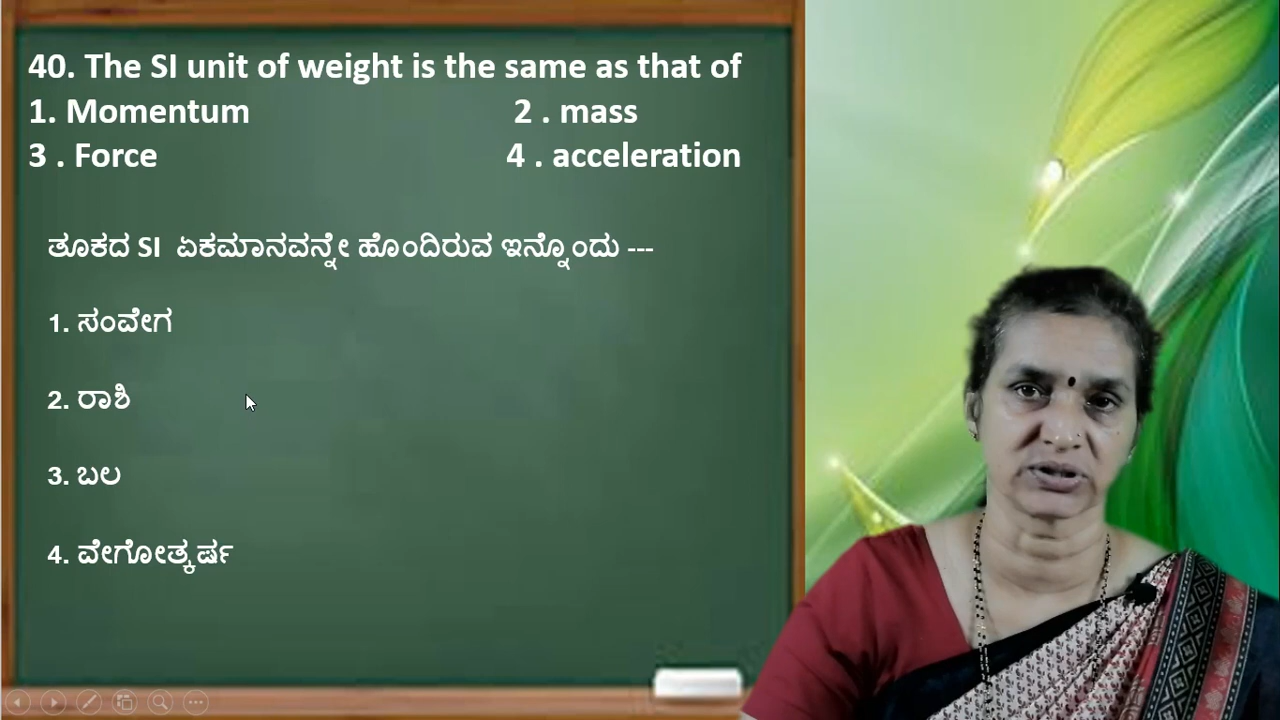 40. The SI unit of weight is the same as that of
1. Momentum 2 . mass
3 . Force 4 . acceleration
ತೂಕದ SI ಏಕಮಾನವನ್ನೇ ಹೊಂದಿರುವ ಇನ್ನೊಂದು ---
1. ಸಂವೇಗ
2. ರಾಶಿ
3. ಬಲ
4. ವೇಗೋತ್ಕರ್ಷ